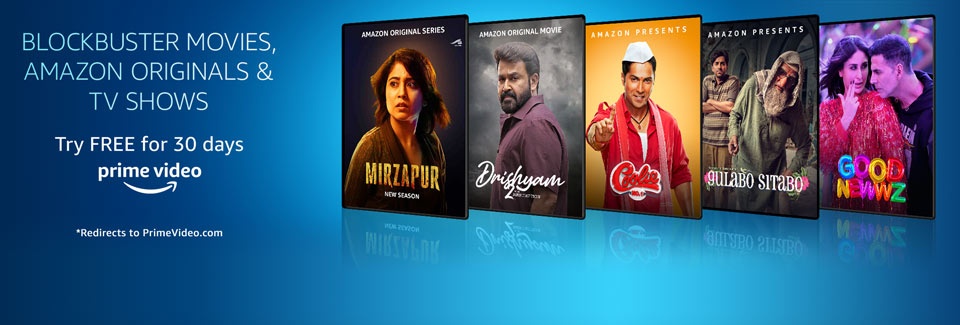 BLOCKBUSTER MOVIES,
AMAZON ORIGINALS &
TV SHOWS
Try FREE for 30 days
prime video
*Redirects to PrimeVideo.com
AMAZON ORIGINAL SERIES
MIRZAPUR
NEW SEASON
AMAZON ORIGINAL MOVIE
Drishyam
2
AMAZON PRESENTS
Coolie
AMAZON PRESENTS
GULABO SITABO
GOOD
NEWWZ